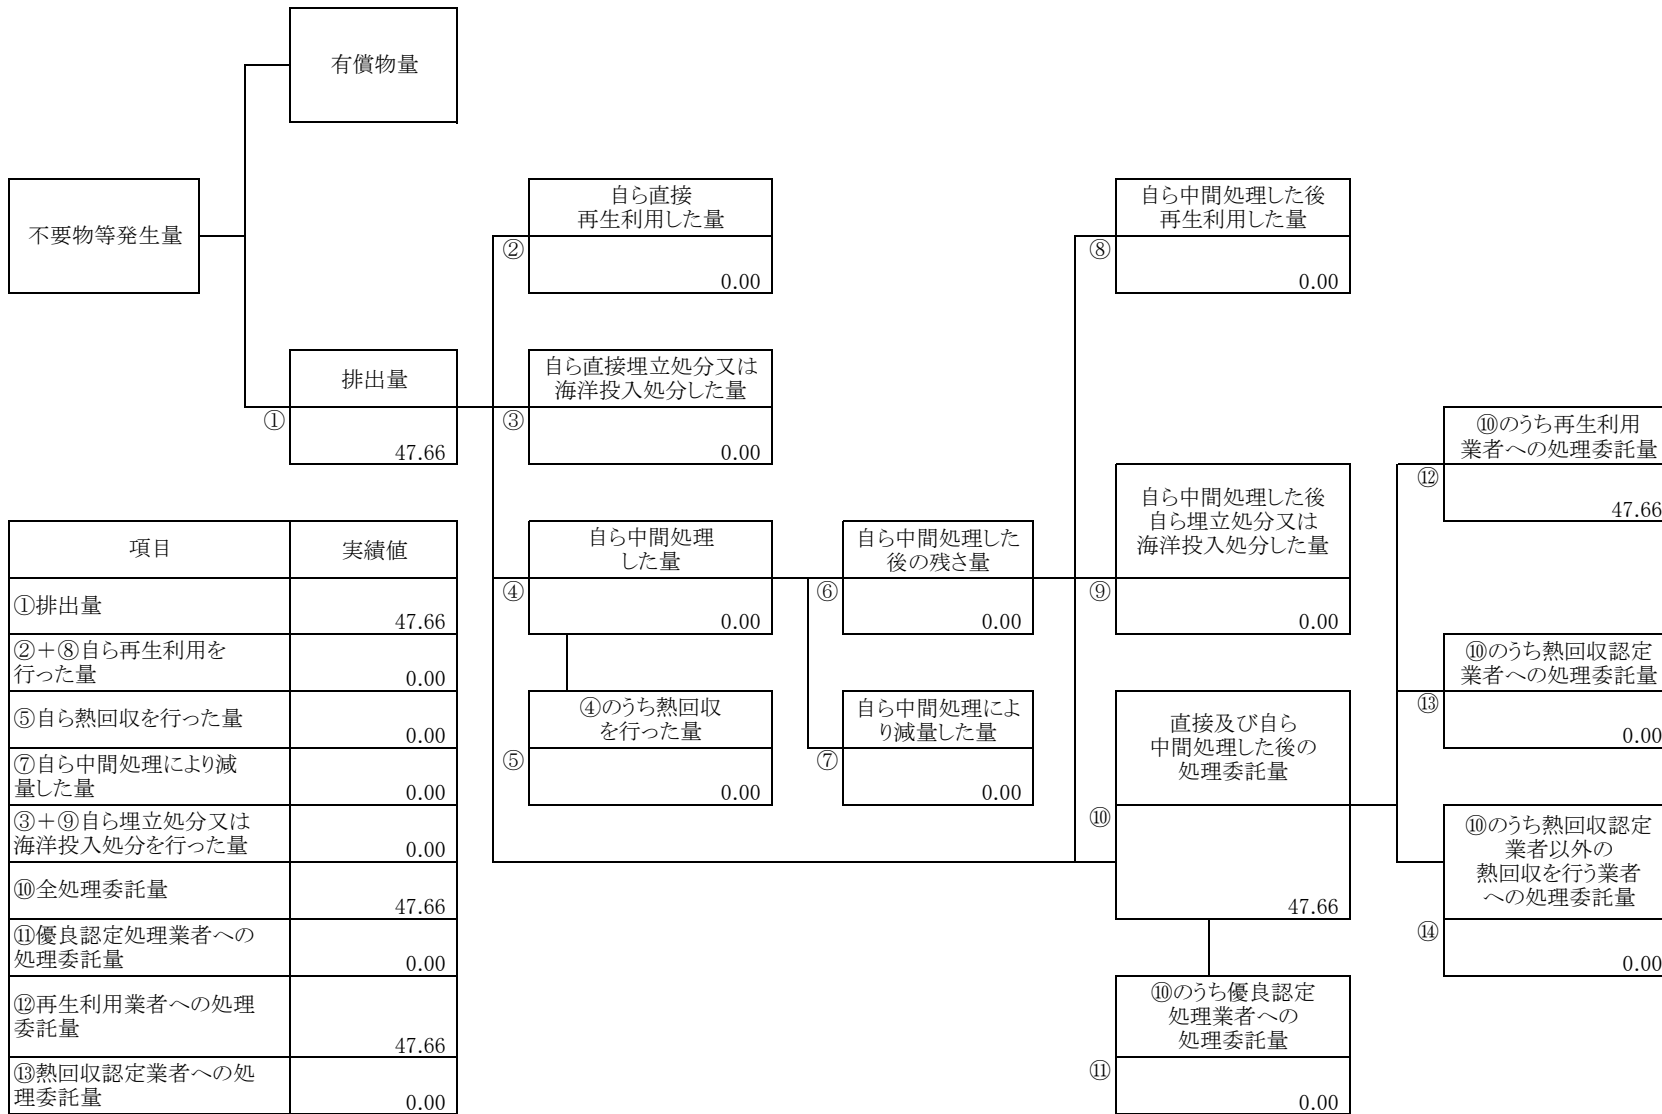 有償物量
不要物等発生量
自ら直接
再生利用した量
②
0.00
自ら中間処理した後
再生利用した量
⑧
0.00
排出量
①
47.66
自ら直接埋立処分又は
海洋投入処分した量
③
0.00
⑩のうち再生利用
業者への処理委託量
⑫
47.66
自ら中間処理した後
自ら埋立処分又は
海洋投入処分した量
⑨
0.00
自ら中間処理
した量
④
0.00
自ら中間処理した
後の残さ量
⑥
0.00
④のうち熱回収
を行った量
⑤
0.00
自ら中間処理によ
り減量した量
⑦
0.00
直接及び自ら
中間処理した後の
処理委託量
⑩
47.66
⑩のうち熱回収認定
業者への処理委託量
⑬
0.00
⑩のうち熱回収認定
業者以外の
熱回収を行う業者
への処理委託量
⑭
0.00
⑩のうち優良認定
処理業者への
処理委託量
⑪
0.00
項目 実績値
①排出量 47.66
②+⑧自ら再生利用を
行った量 0.00
⑤自ら熱回収を行った量 0.00
⑦自ら中間処理により減
量した量 0.00
③+⑨自ら埋立処分又は
海洋投入処分を行った量 0.00
⑩全処理委託量 47.66
⑪優良認定処理業者への
処理委託量 0.00
⑫再生利用業者への処理
委託量 47.66
⑬熱回収認定業者への処
理委託量 0.00